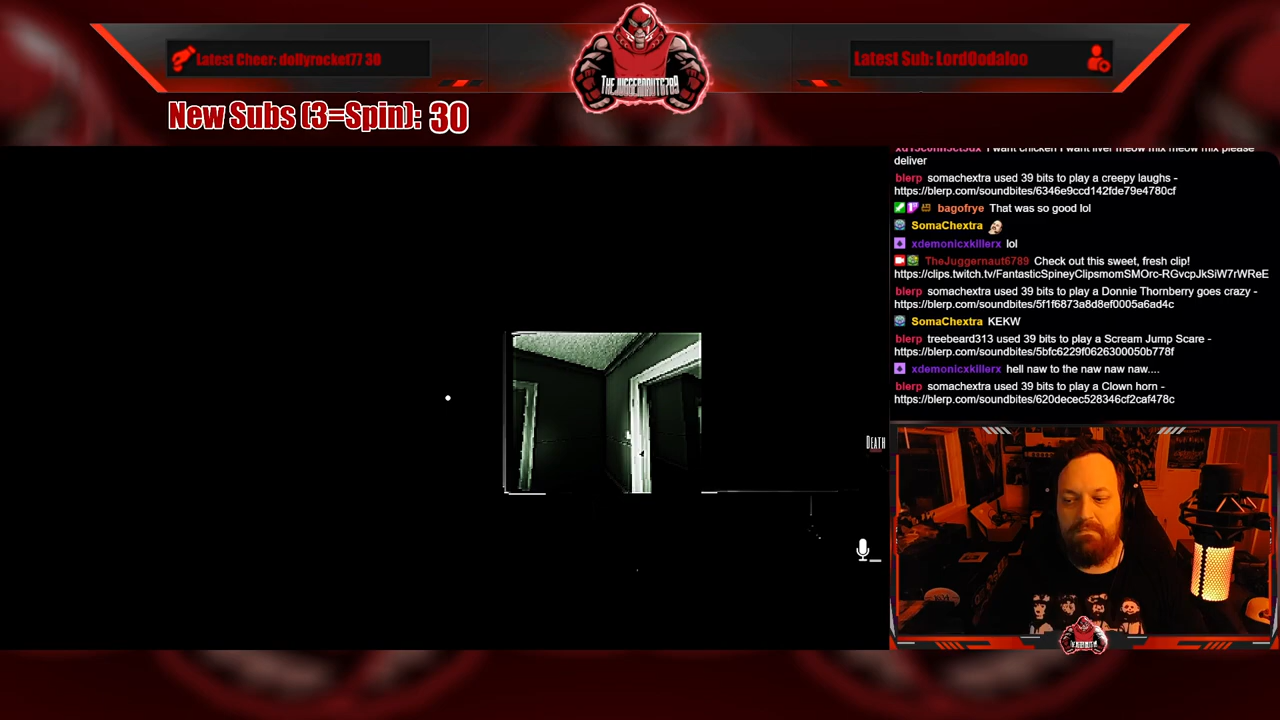 Latest Cheer: dollyrocket77 30
THEJUGGERNAUT6789
Latest Sub: LordOodaloo
New Subs (3=Spin): 30
I want chicken I want liver meow mix meow mix please
deliver
blerp somachextra used 39 bits to play a creepy laughs -
https://blerp.com/soundbites/6346e9ccd142fde79e4780cf
bagofrye That was so good lol
SomaChextra
xdemonicxkillerx lol
TheJuggernaut6789 Check out this sweet, fresh clip!
https://clips.twitch.tv/FantasticSpineyClipsmomSMOrc-RGvcpJkSiW7rWReE
blerp somachextra used 39 bits to play a Donnie Thornberry goes crazy -
https://blerp.com/soundbites/5f1f6873a8d8ef0005a6ad4c
SomaChextra KEKW
blerp treebeard313 used 39 bits to play a Scream Jump Scare -
https://blerp.com/soundbites/5bfc6229f0626300050b778f
xdemonicxkillerx hell naw to the naw naw naw....
blerp somachextra used 39 bits to play a Clown horn -
https://blerp.com/soundbites/620decec528346cf2caf478c
DEATH